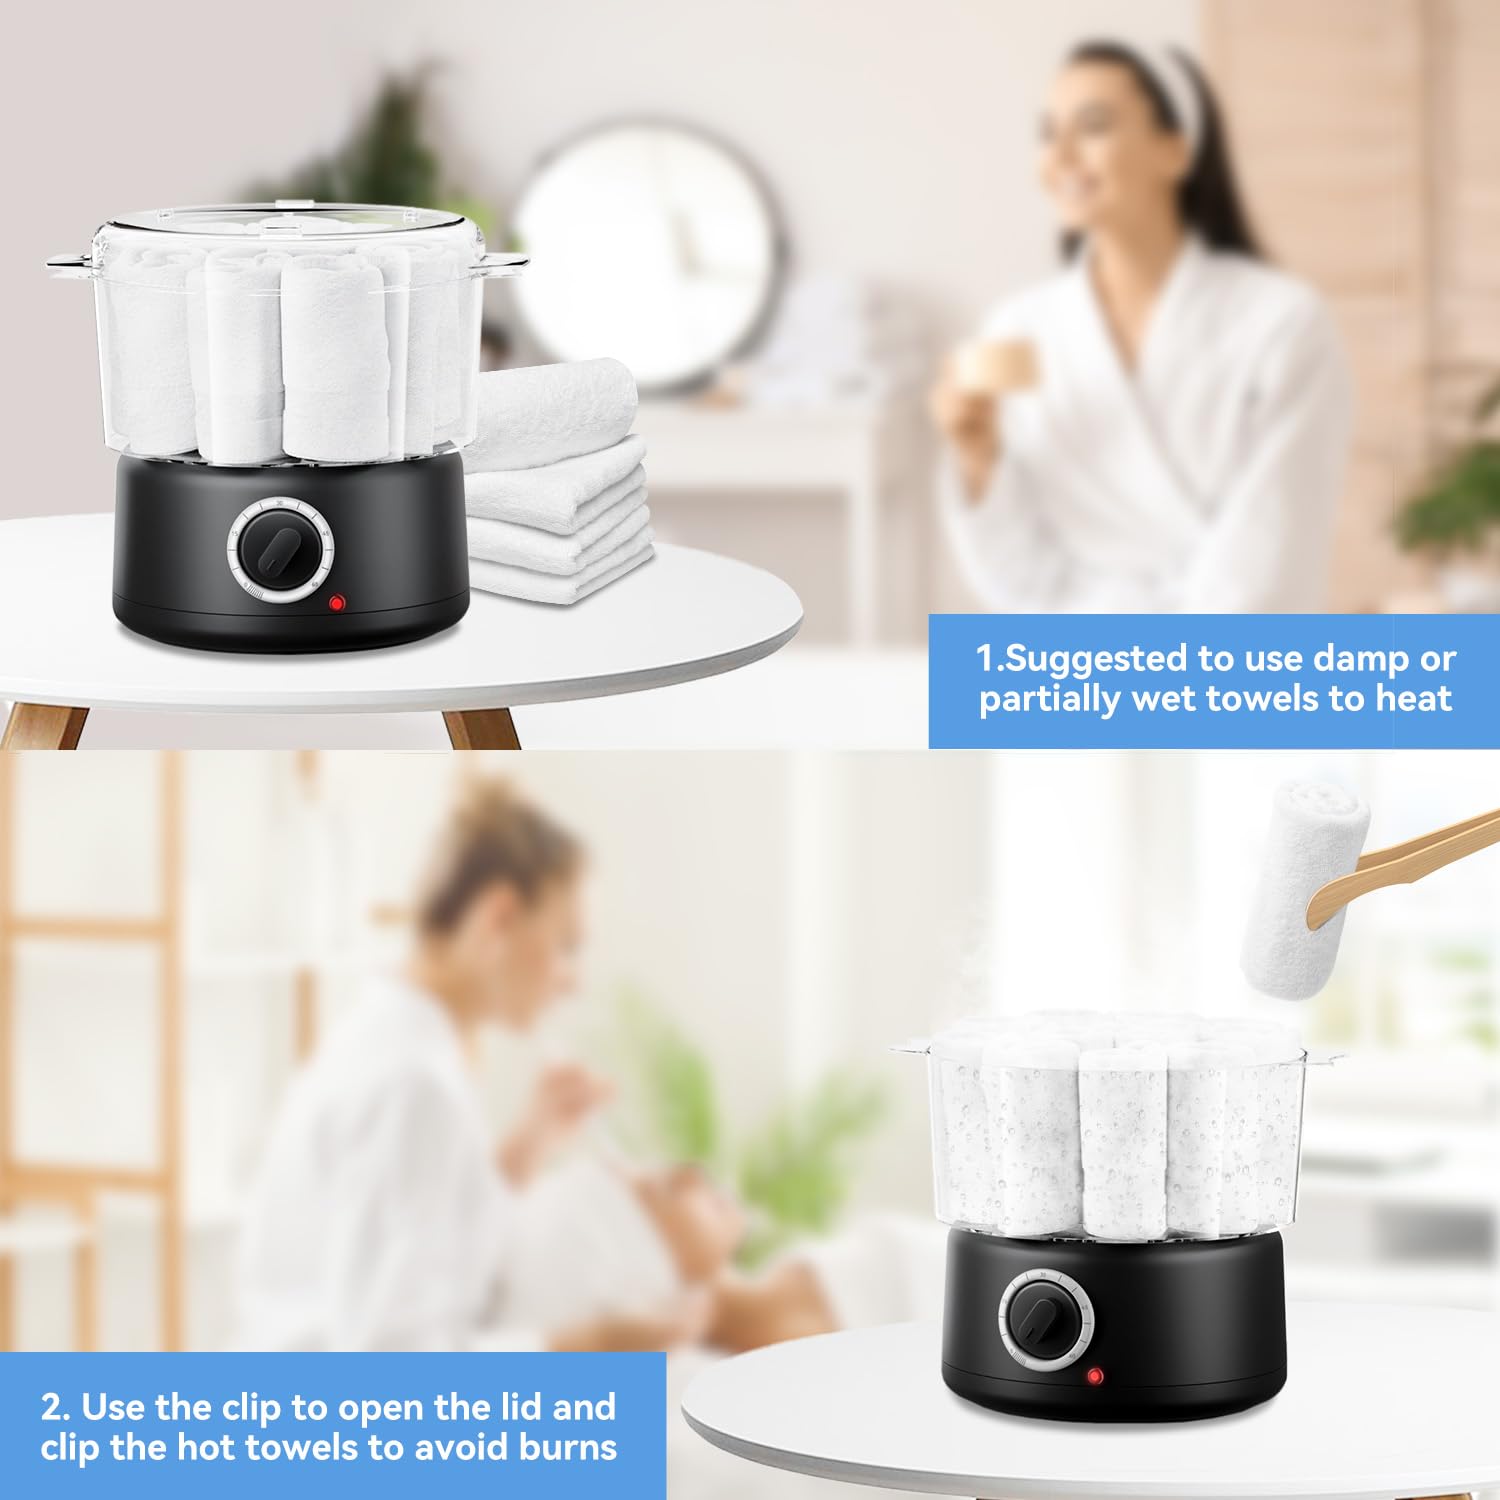 1.Suggested to use damp or
partially wet towels to heat
2. Use the clip to open the lid and
clip the hot towels to avoid burns